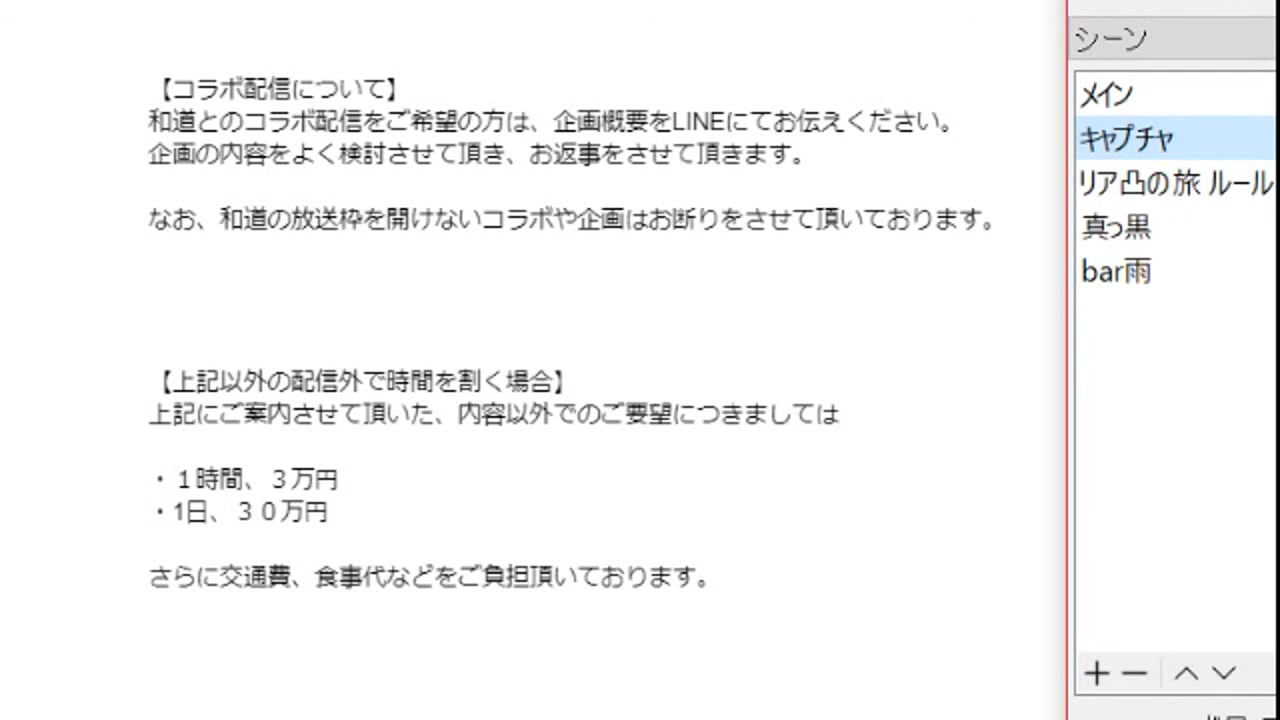 【コラボ配信について】
和道とのコラボ配信をご希望の方は、企画概要をLINEにてお伝えください。
企画の内容をよく検討させて頂き、お返事をさせて頂きます。
なお、和道の放送枠を開けないコラボや企画はお断りをさせて頂いております。
【上記以外の配信外で時間を割く場合】
上記にご案内させて頂いた、内容以外でのご要望につきましては
・１時間、３万円
・1日、３０万円
さらに交通費、食事代などをご負担頂いております。
シーン
メイン
キャプチャ
リア凸の旅 ルール
真っ黒
bar雨